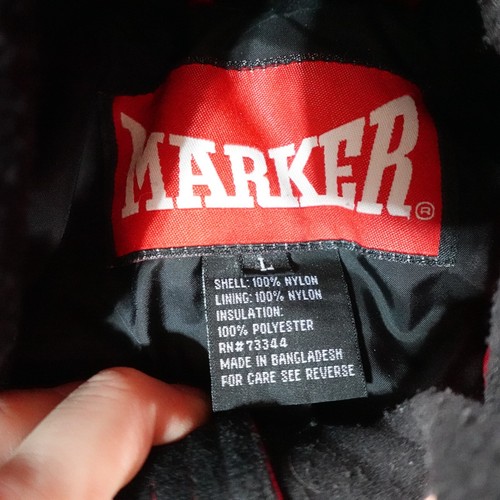 MARKER®
L
SHELL: 100% NYLON
LINING: 100% NYLON
INSULATION:
100% POLYESTER
RN#73344
MADE IN BANGLADESH
FOR CARE SEE REVERSE